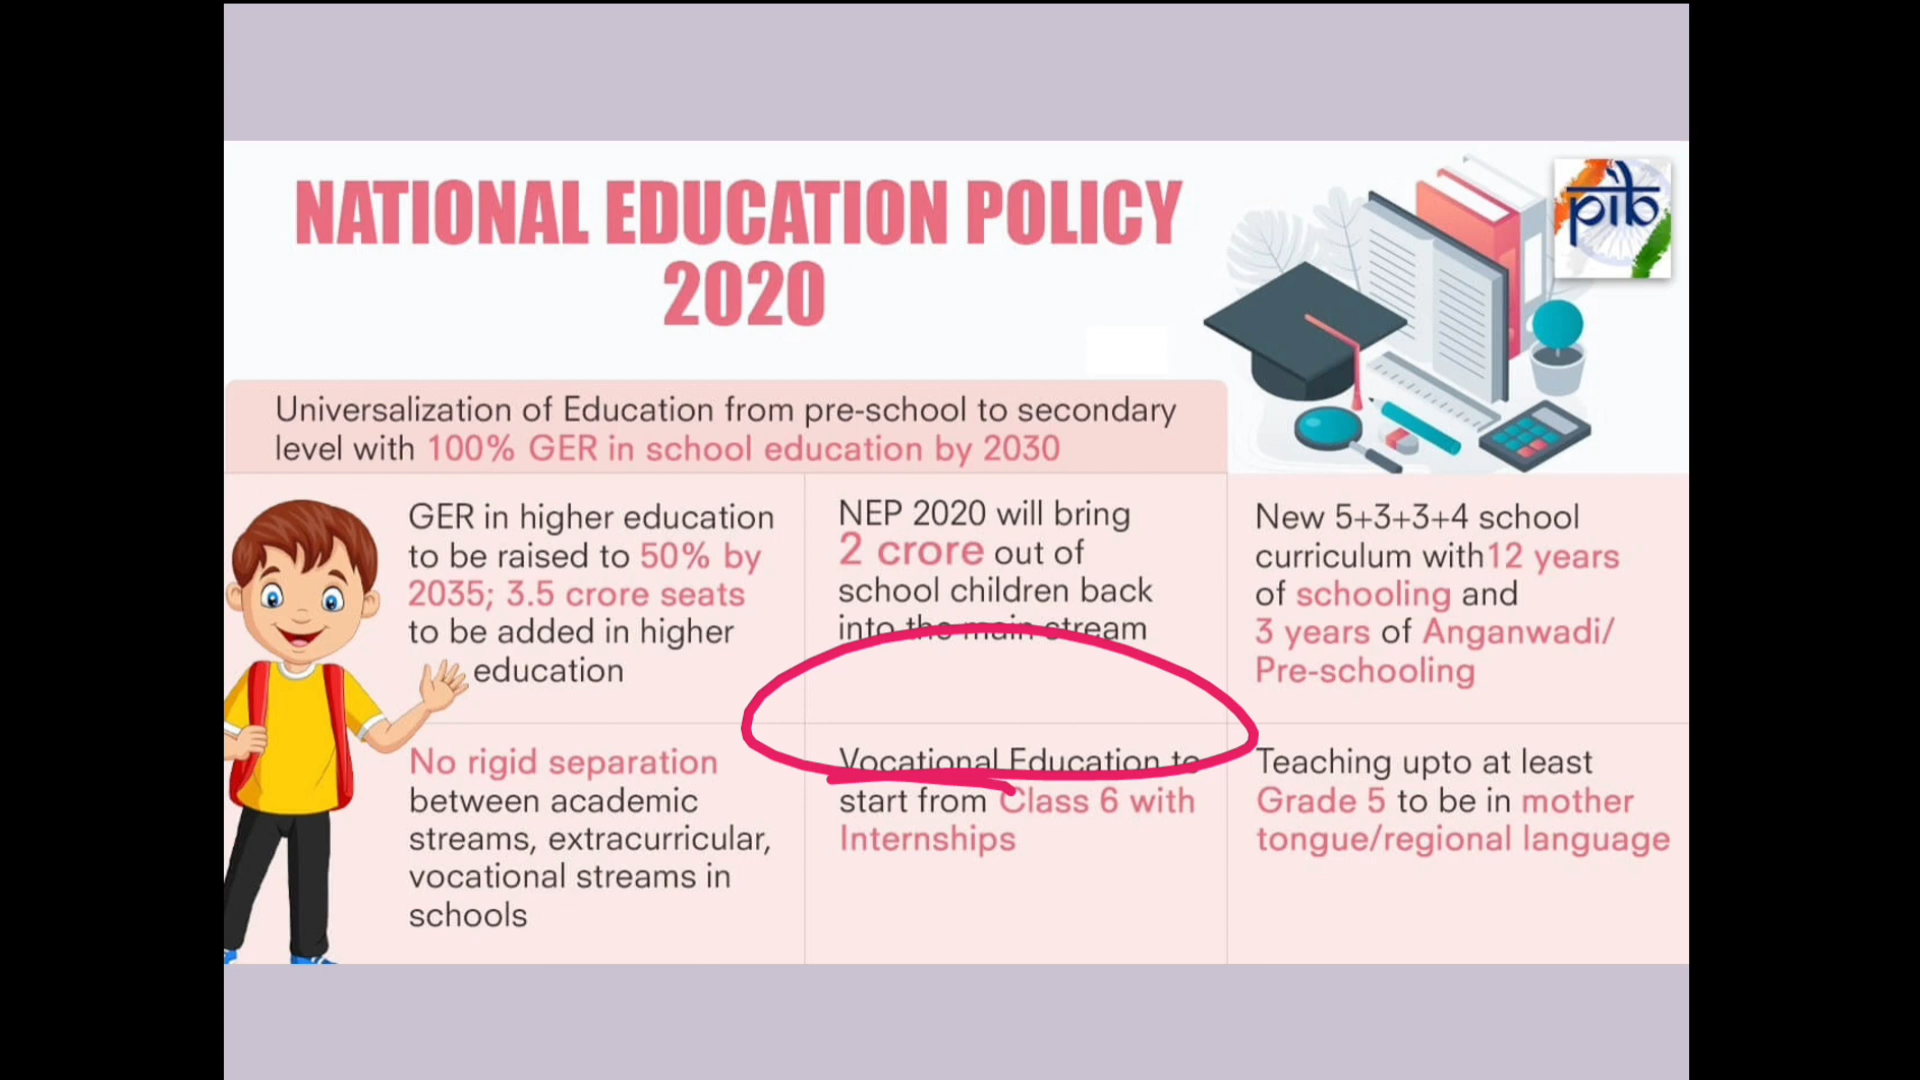 NATIONAL EDUCATION POLICY
2020
pib
Universalization of Education from pre-school to secondary
level with 100% GER in school education by 2030
GER in higher education
to be raised to 50% by
2035; 3.5 crore seats
to be added in higher
education
NEP 2020 will bring
2 crore out of
school children back
into the main stream
New 5+3+3+4 school
curriculum with 12 years
of schooling and
3 years of Anganwadi/
Pre-schooling
No rigid separation
between academic
streams, extracurricular,
vocational streams in
schools
Vocational Education to
start from Class 6 with
Internships
Teaching upto at least
Grade 5 to be in mother
tongue/regional language